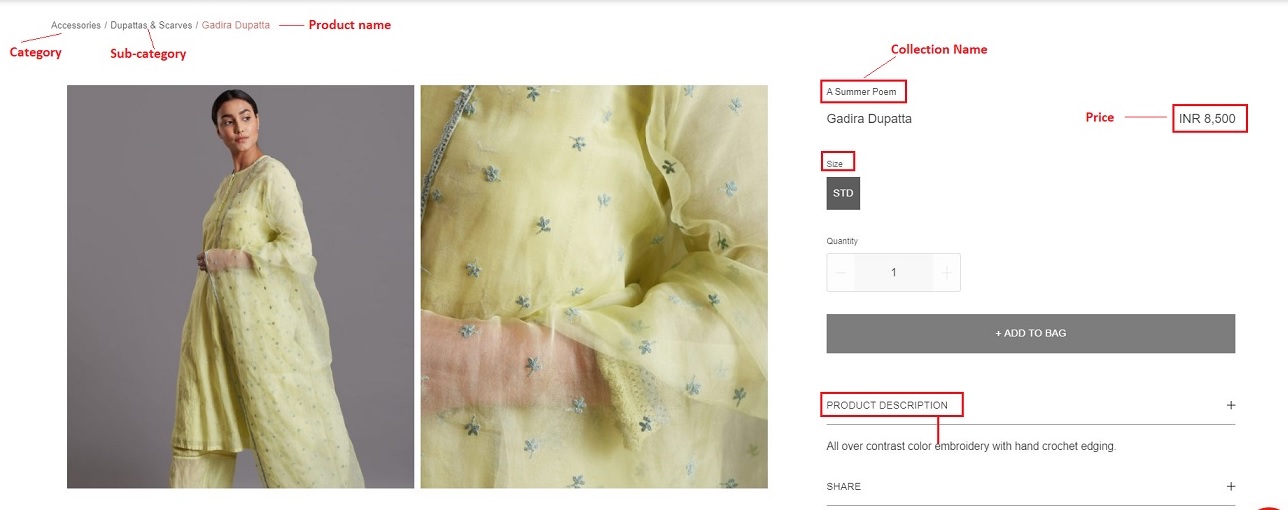 Accessories / Dupattas & Scarves / Gadira Dupatta
Product name
Category
Sub-category
Collection Name
A Summer Poem
Gadira Dupatta
Price
INR 8,500
Size
STD
Quantity
− 1 +
+ ADD TO BAG
PRODUCT DESCRIPTION +
All over contrast color embroidery with hand crochet edging.
SHARE +